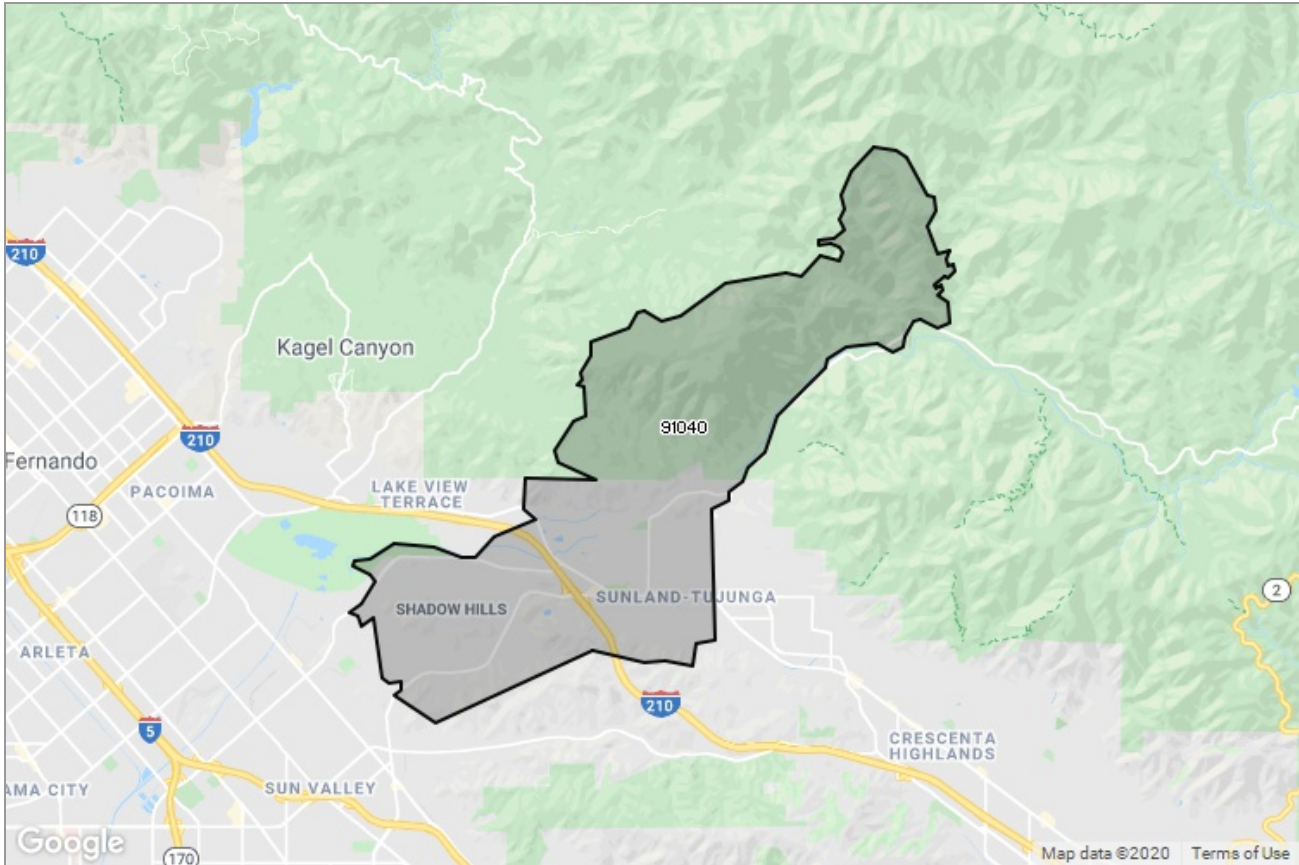 210
Kagel Canyon
91040
210
Fernando
PACOIMA
LAKE VIEW
TERRACE
118
SHADOW HILLS
SUNLAND-TUJUNGA
2
ARLETA
210
5
CRESCENTA
HIGHLANDS
AMA CITY
SUN VALLEY
Google
170
Map data ©2020
Terms of Use